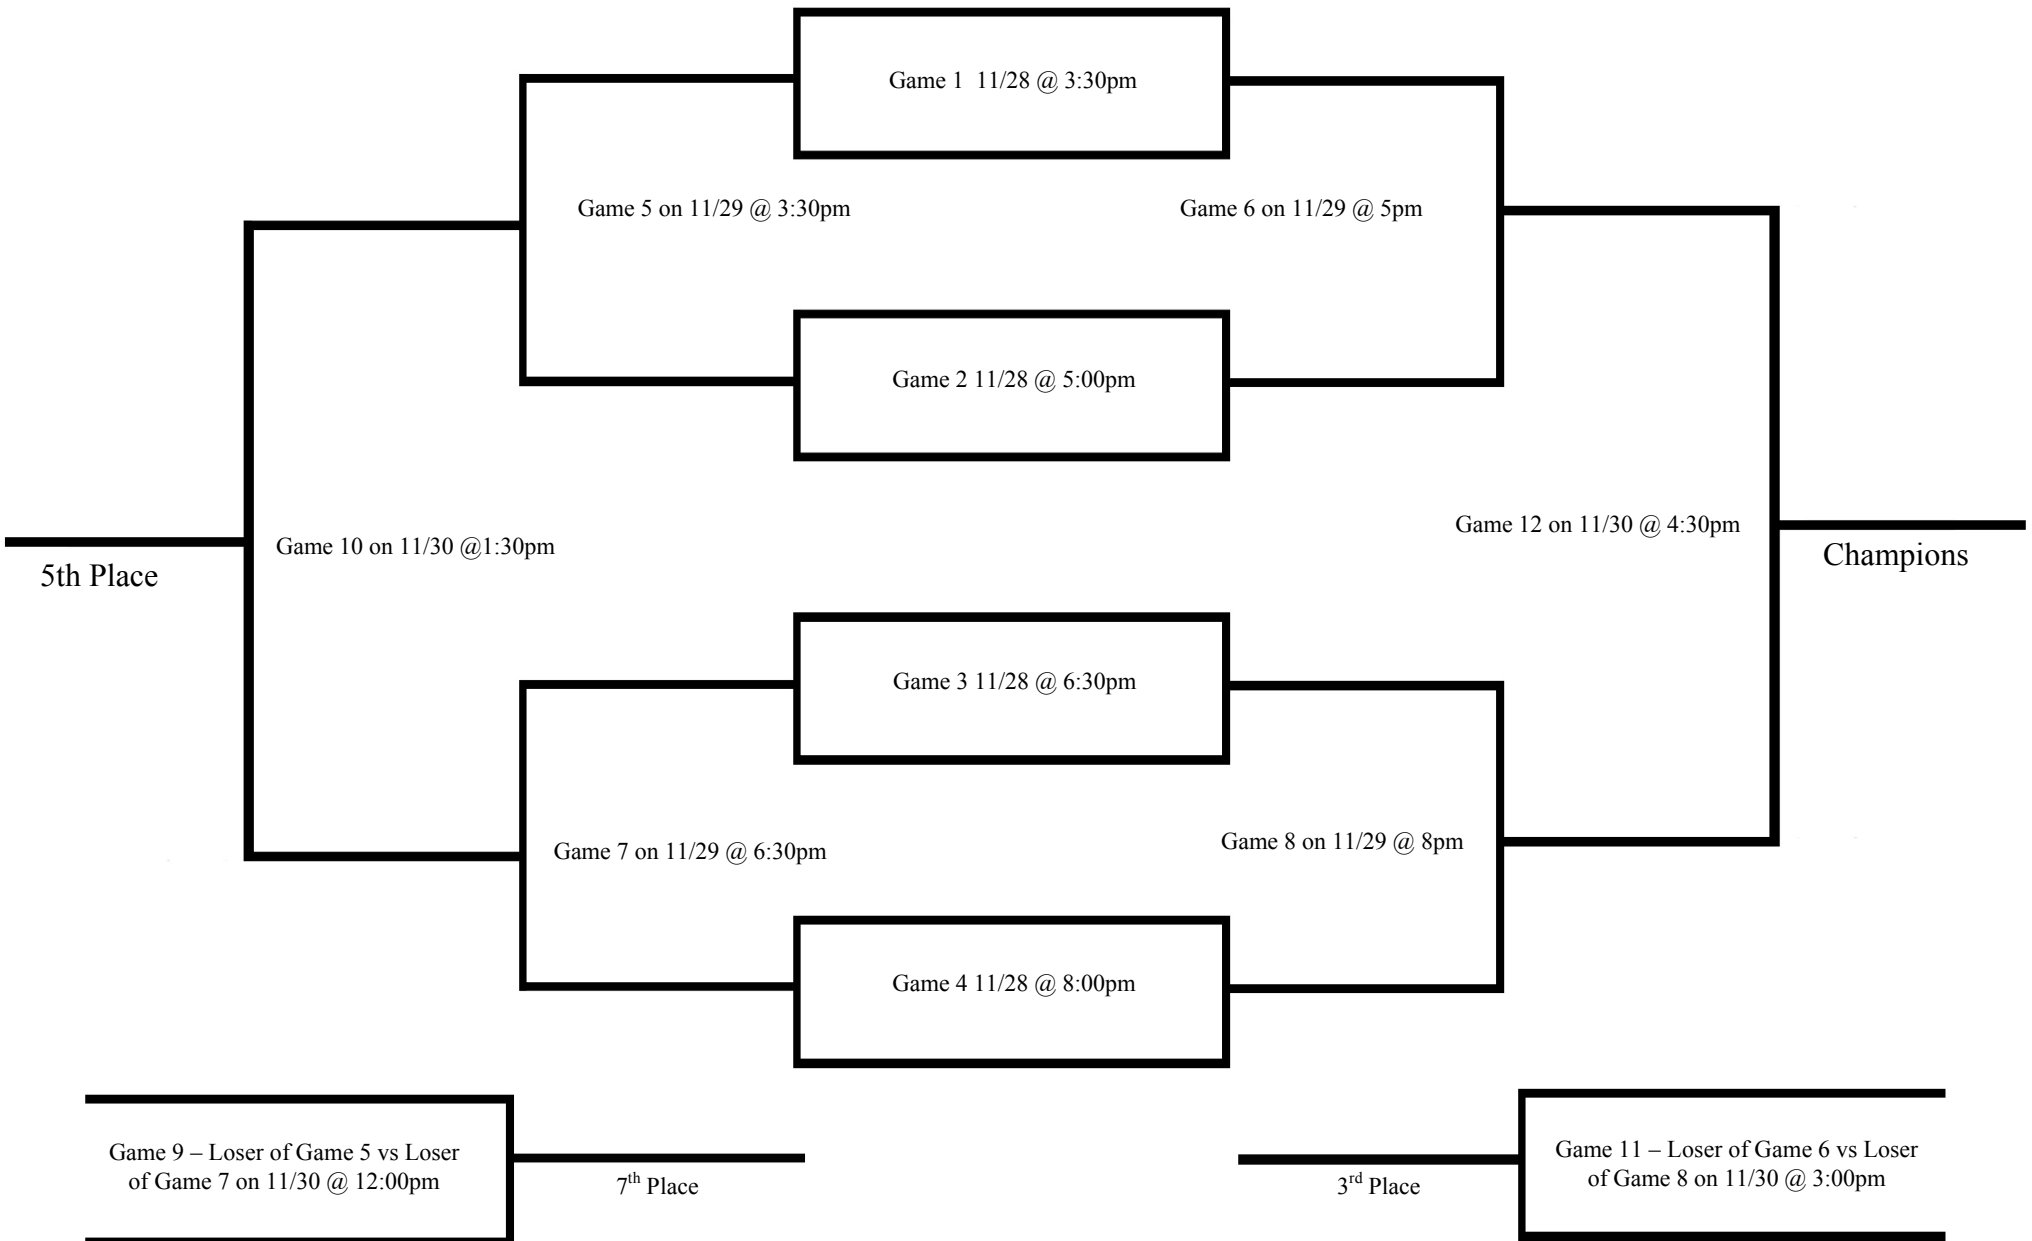 Game 1  11/28 @ 3:30pm
Game 5 on 11/29 @ 3:30pm
Game 6 on 11/29 @ 5pm
Game 2 11/28 @ 5:00pm
Game 12 on 11/30 @ 4:30pm
Champions
Game 10 on 11/30 @1:30pm
5th Place
Game 3 11/28 @ 6:30pm
Game 7 on 11/29 @ 6:30pm
Game 8 on 11/29 @ 8pm
Game 4 11/28 @ 8:00pm
Game 9 – Loser of Game 5 vs Loser
of Game 7 on 11/30 @ 12:00pm
7th Place
3rd Place
Game 11 – Loser of Game 6 vs Loser
of Game 8 on 11/30 @ 3:00pm